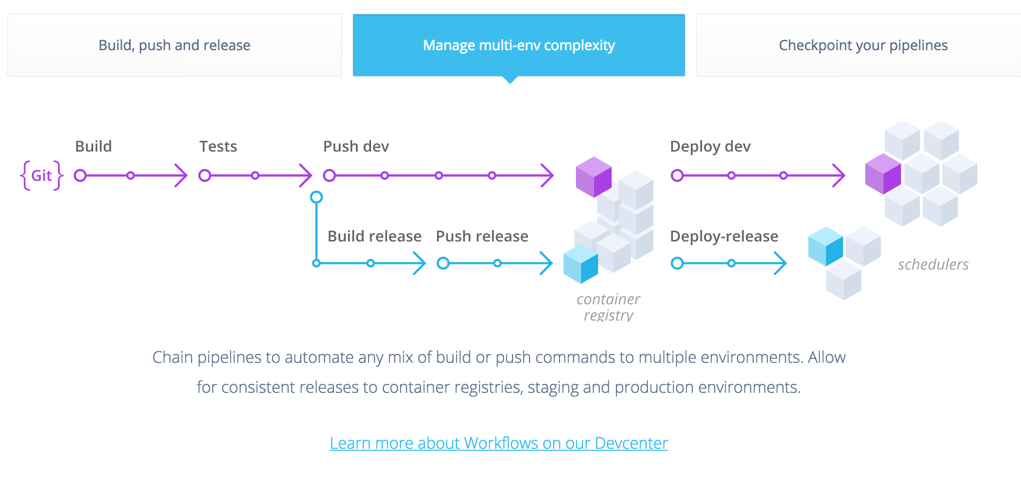 Build, push and release
Manage multi-env complexity
Checkpoint your pipelines
{Git}
Build
Tests
Push dev
Deploy dev
Build release
Push release
Deploy-release
schedulers
container
registry
Chain pipelines to automate any mix of build or push commands to multiple environments. Allow
for consistent releases to container registries, staging and production environments.
Learn more about Workflows on our Devcenter